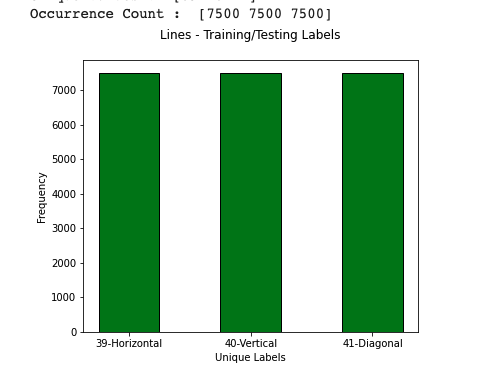 Occurrence Count :  [7500 7500 7500]
Lines - Training/Testing Labels
7000
6000
5000
4000
3000
2000
1000
0
Frequency
39-Horizontal 40-Vertical 41-Diagonal
Unique Labels